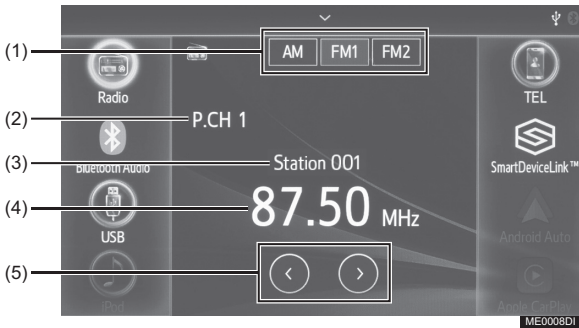 (1)
AM FM1 FM2
Radio
TEL
(2)
P.CH 1
(3)
Station 001
Bluetooth Audio
SmartDeviceLink™
(4)
87.50 MHz
USB
Android Auto
(5)
iPod
Apple CarPlay
ME0008DI